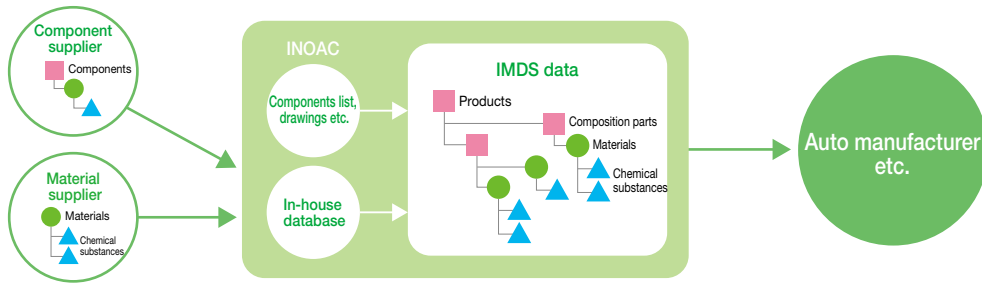 Component
supplier
Components
Material
supplier
Materials
Chemical
substances
INOAC
Components list,
drawings etc.
In-house
database
IMDS data
Products
Composition parts
Materials
Chemical
substances
Auto manufacturer
etc.